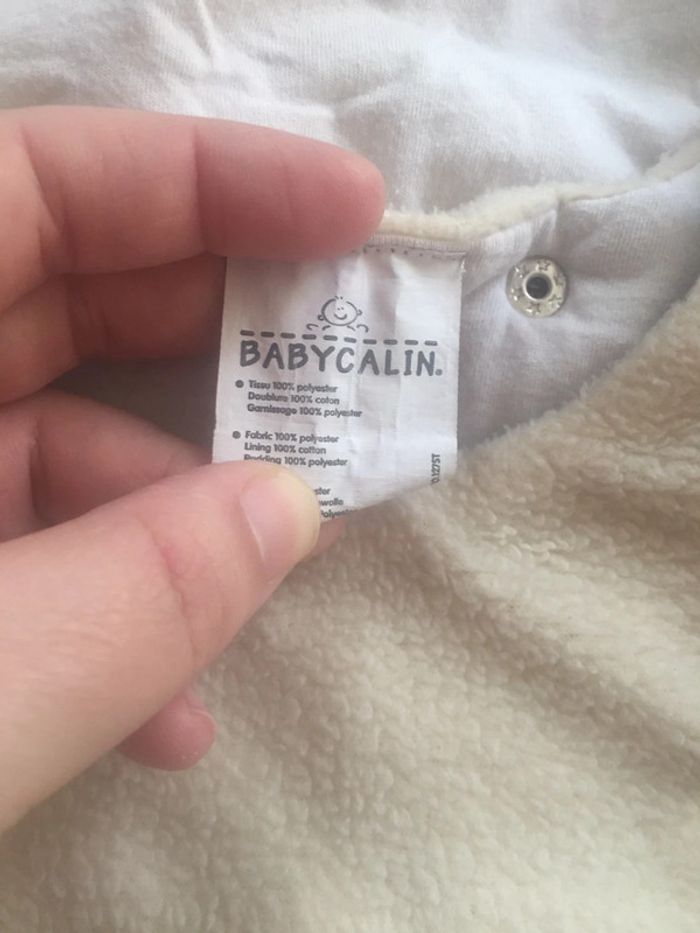 BABYCALIN.
● Tissu 100% polyester
Doublure 100% coton
Garnissage 100% polyester
● Fabric 100% polyester
Lining 100% cotton
Padding 100% polyester